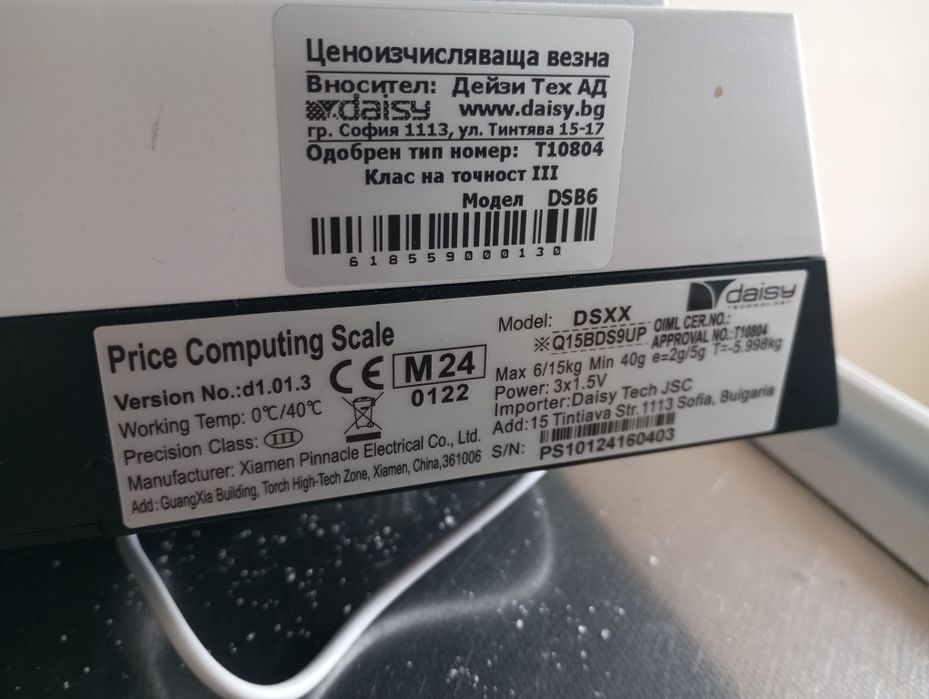 Ценоизчисляваща везна
Вносител: Дейзи Тех АД
daisy www.daisy.bg
гр. София 1113, ул. Тинтява 15-17
Одобрен тип номер: T10804
Клас на точност III
Модел DSB6
618559000130
daisy
TECHNOLOGY
Price Computing Scale
Version No.:d1.01.3
Working Temp: 0℃/40℃
Precision Class: III
Manufacturer: Xiamen Pinnacle Electrical Co., Ltd.
Add: GuangXia Building, Torch High-Tech Zone, Xiamen, China,361006
CE M24
0122
Model: DSXX
※Q15BDS9UP
OIML CER.NO.:
APPROVAL NO.:T10804
Max 6/15kg Min 40g e=2g/5g T=-5.998kg
Power: 3x1.5V
Importer:Daisy Tech JSC
Add:15 Tintiava Str.1113 Sofia, Bulgaria
S/N: PS10124160403